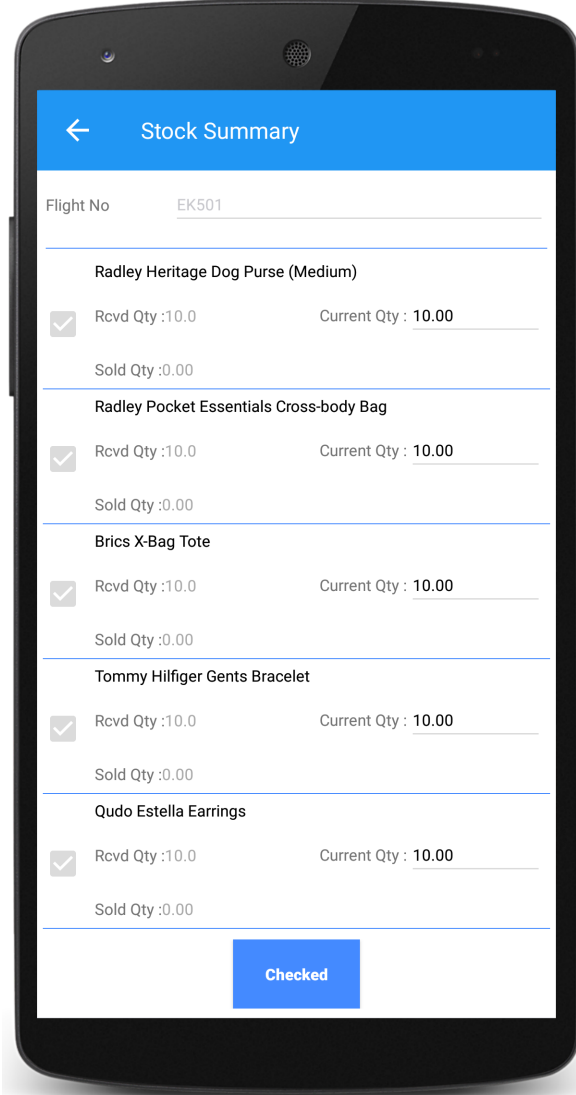 Stock Summary
Flight No EK501
Radley Heritage Dog Purse (Medium)
Rcvd Qty :10.0 Current Qty : 10.00
Sold Qty :0.00
Radley Pocket Essentials Cross-body Bag
Rcvd Qty :10.0 Current Qty : 10.00
Sold Qty :0.00
Brics X-Bag Tote
Rcvd Qty :10.0 Current Qty : 10.00
Sold Qty :0.00
Tommy Hilfiger Gents Bracelet
Rcvd Qty :10.0 Current Qty : 10.00
Sold Qty :0.00
Qudo Estella Earrings
Rcvd Qty :10.0 Current Qty : 10.00
Sold Qty :0.00
Checked